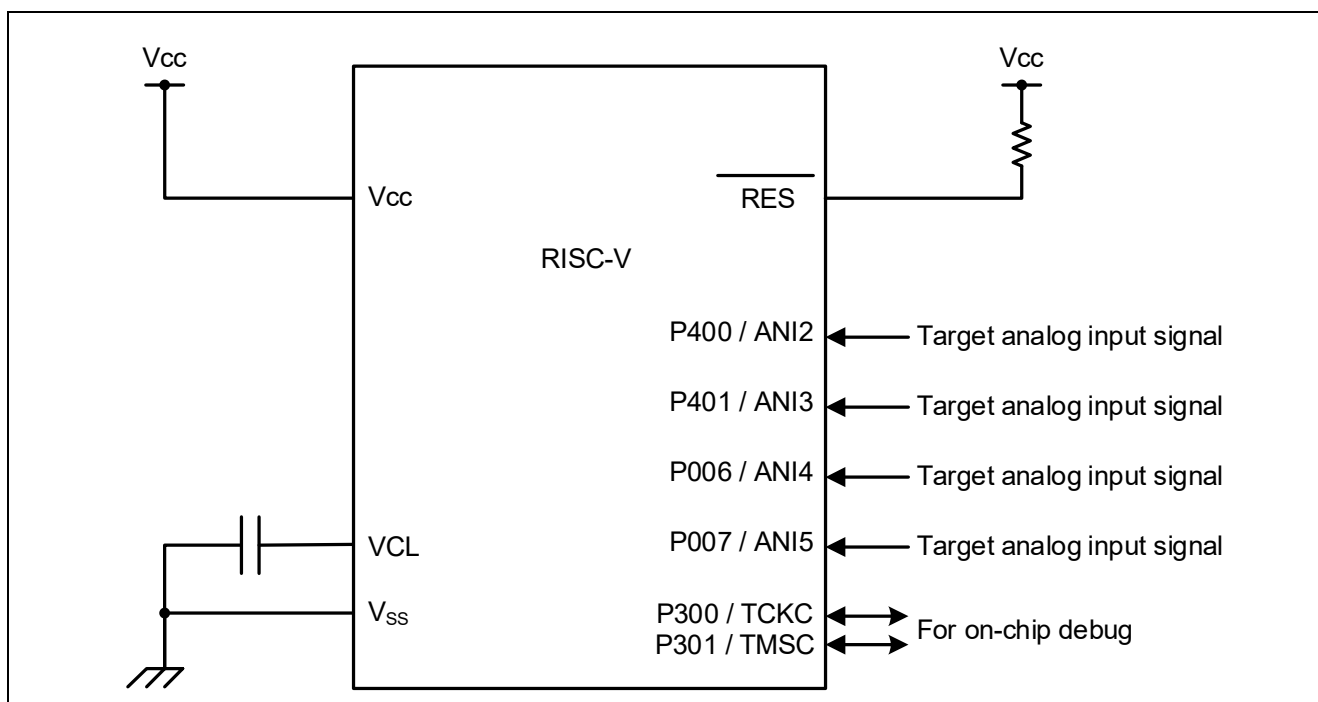 Vcc
Vcc
Vcc
RES
RISC-V
P400 / ANI2
Target analog input signal
P401 / ANI3
Target analog input signal
P006 / ANI4
Target analog input signal
VCL
P007 / ANI5
Target analog input signal
VSS
P300 / TCKC
P301 / TMSC
For on-chip debug